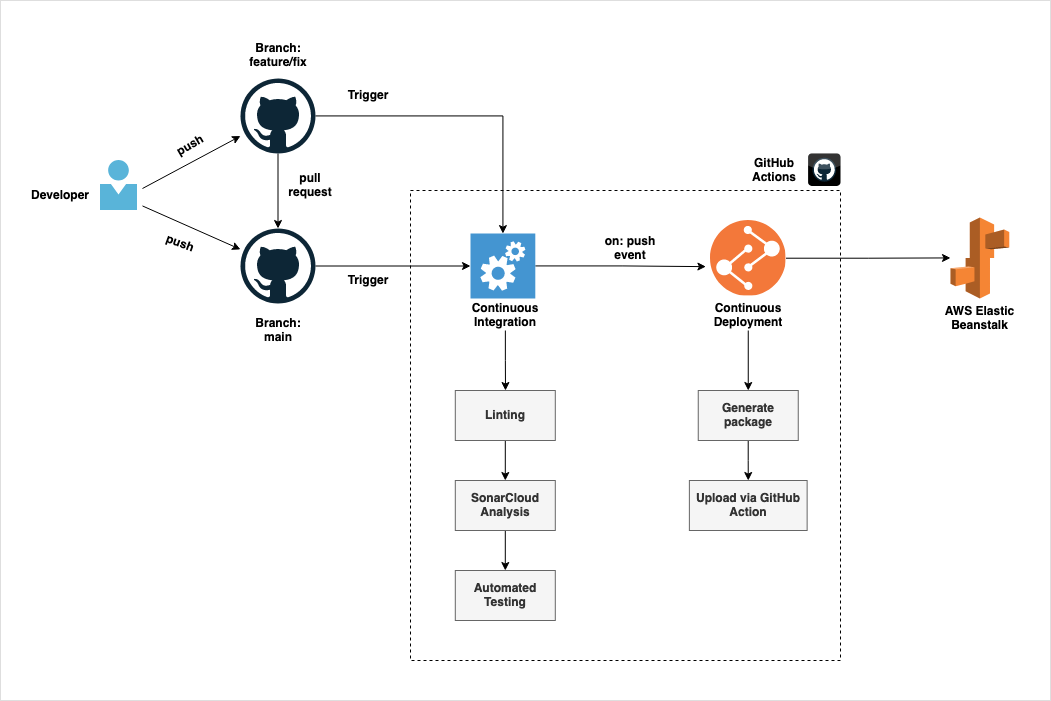 Branch:
feature/fix
Trigger
push
Developer
pull
request
push
Trigger
Branch:
main
GitHub
Actions
on: push
event
Continuous
Integration
Continuous
Deployment
AWS Elastic
Beanstalk
Linting
SonarCloud
Analysis
Automated
Testing
Generate
package
Upload via GitHub
Action